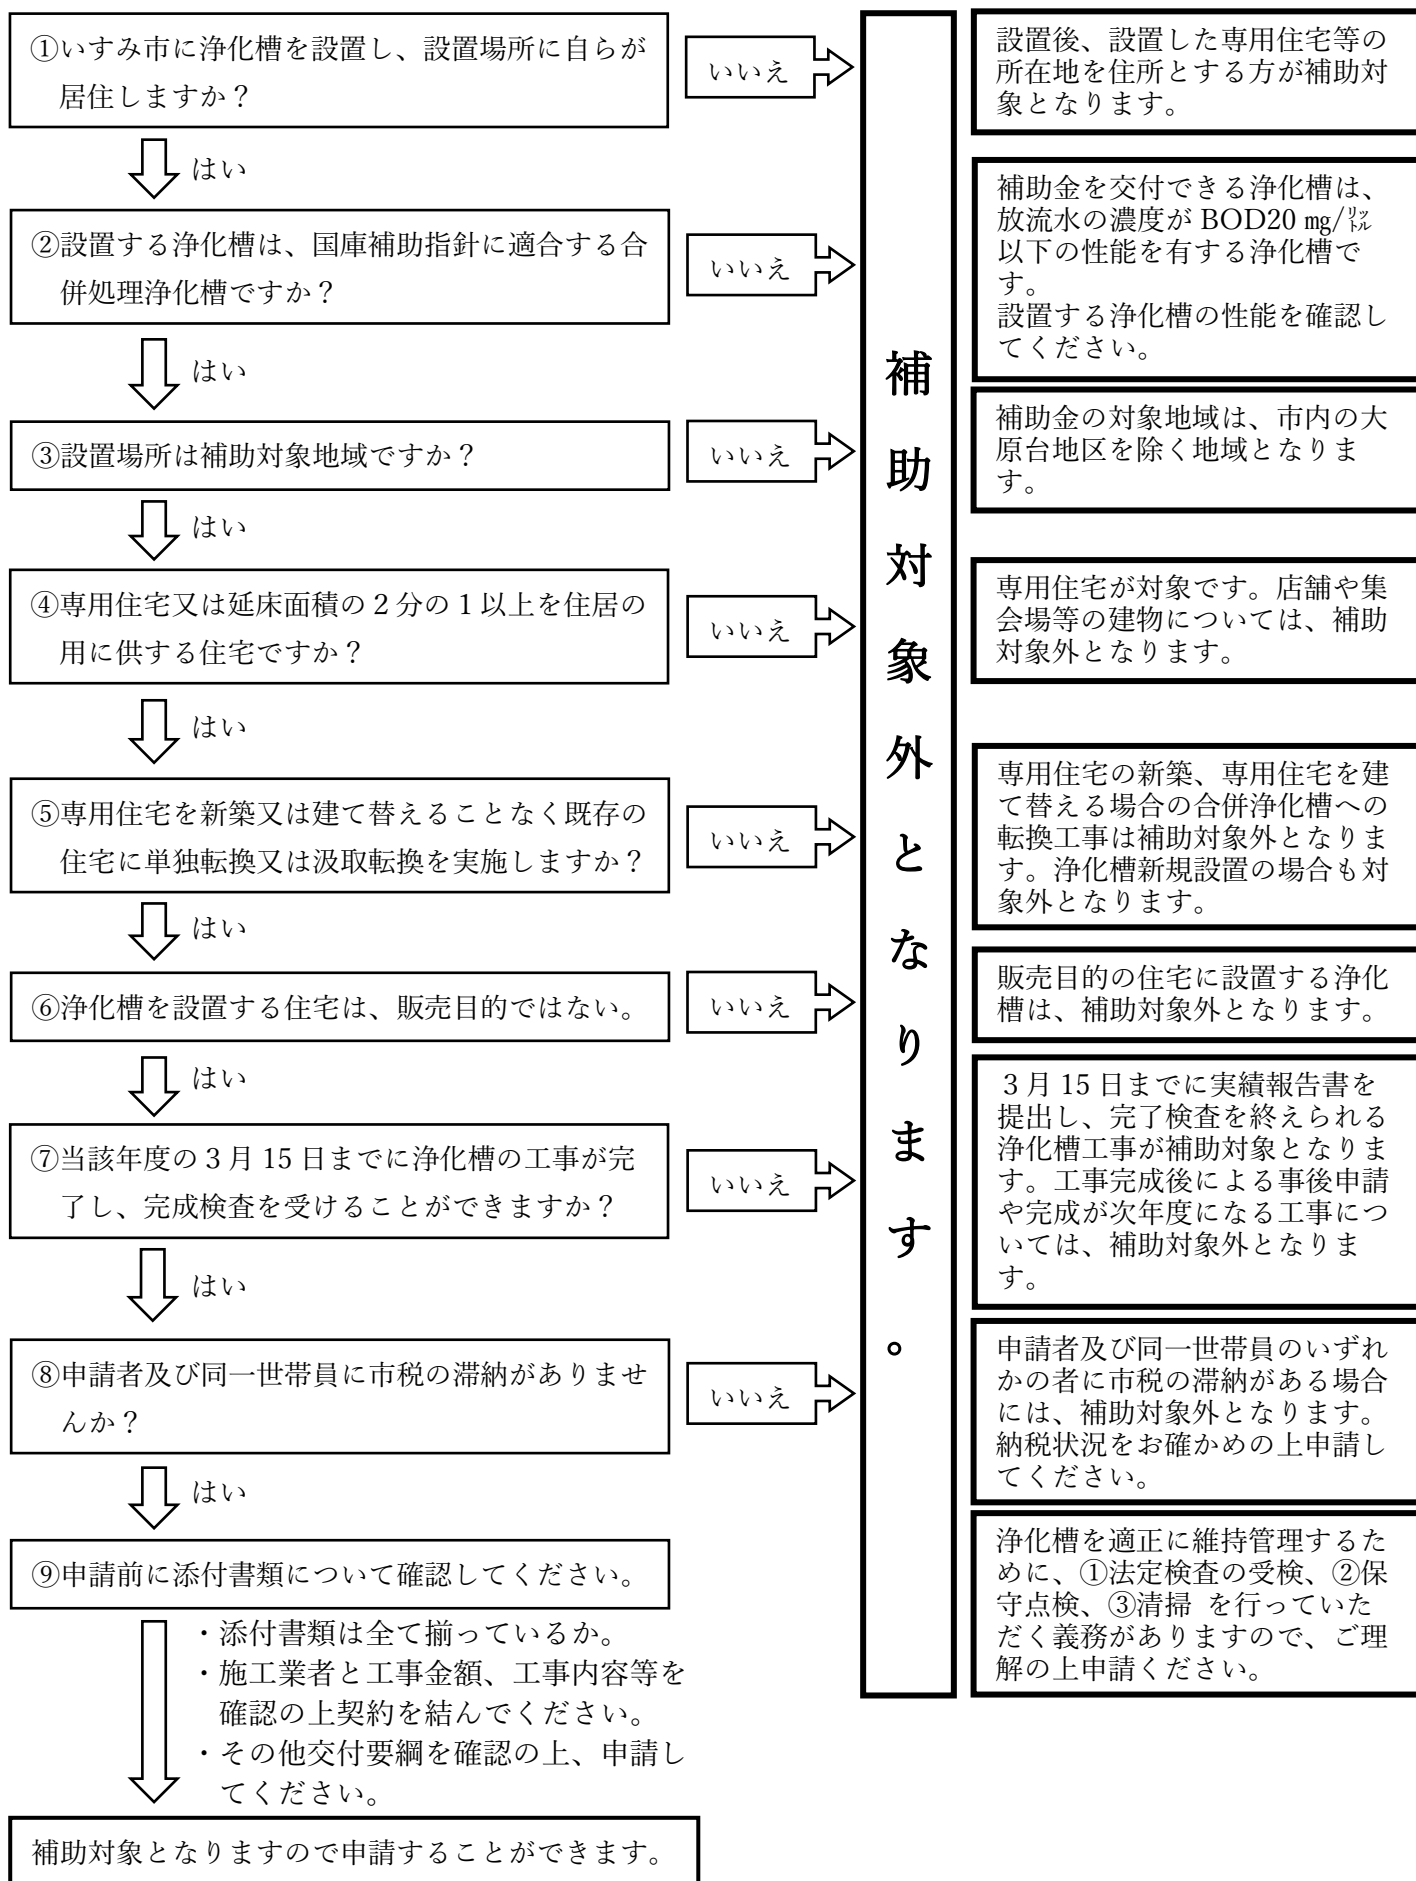 ①いすみ市に浄化槽を設置し、設置場所に自らが
居住しますか？
いいえ
設置後、設置した専用住宅等の
所在地を住所とする方が補助対
象となります。
はい
②設置する浄化槽は、国庫補助指針に適合する合
併処理浄化槽ですか？
いいえ
補助金を交付できる浄化槽は、
放流水の濃度が BOD20 ㎎/㍑
以下の性能を有する浄化槽で
す。
設置する浄化槽の性能を確認し
てください。
はい
③設置場所は補助対象地域ですか？
いいえ
補助金の対象地域は、市内の大
原台地区を除く地域となりま
す。
はい
④専用住宅又は延床面積の２分の１以上を住居の
用に供する住宅ですか？
いいえ
専用住宅が対象です。店舗や集
会場等の建物については、補助
対象外となります。
はい
⑤専用住宅を新築又は建て替えることなく既存の
住宅に単独転換又は汲取転換を実施しますか？
いいえ
専用住宅の新築、専用住宅を建
て替える場合の合併浄化槽への
転換工事は補助対象外となりま
す。浄化槽新規設置の場合も対
象外となります。
はい
⑥浄化槽を設置する住宅は、販売目的ではない。
いいえ
販売目的の住宅に設置する浄化
槽は、補助対象外となります。
はい
⑦当該年度の３月 15 日までに浄化槽の工事が完
了し、完成検査を受けることができますか？
いいえ
３月 15 日までに実績報告書を
提出し、完了検査を終えられる
浄化槽工事が補助対象となりま
す。工事完成後による事後申請
や完成が次年度になる工事につ
いては、補助対象外となりま
す。
はい
⑧申請者及び同一世帯員に市税の滞納がありませ
んか？
いいえ
申請者及び同一世帯員のいずれ
かの者に市税の滞納がある場合
には、補助対象外となります。
納税状況をお確かめの上申請し
てください。
はい
⑨申請前に添付書類について確認してください。
浄化槽を適正に維持管理するた
めに、①法定検査の受検、②保
守点検、③清掃 を行っていた
だく義務がありますので、ご理
解の上申請ください。
・添付書類は全て揃っているか。
・施工業者と工事金額、工事内容等を
確認の上契約を結んでください。
・その他交付要綱を確認の上、申請し
てください。
補助対象となりますので申請することができます。
補助対象外となります。